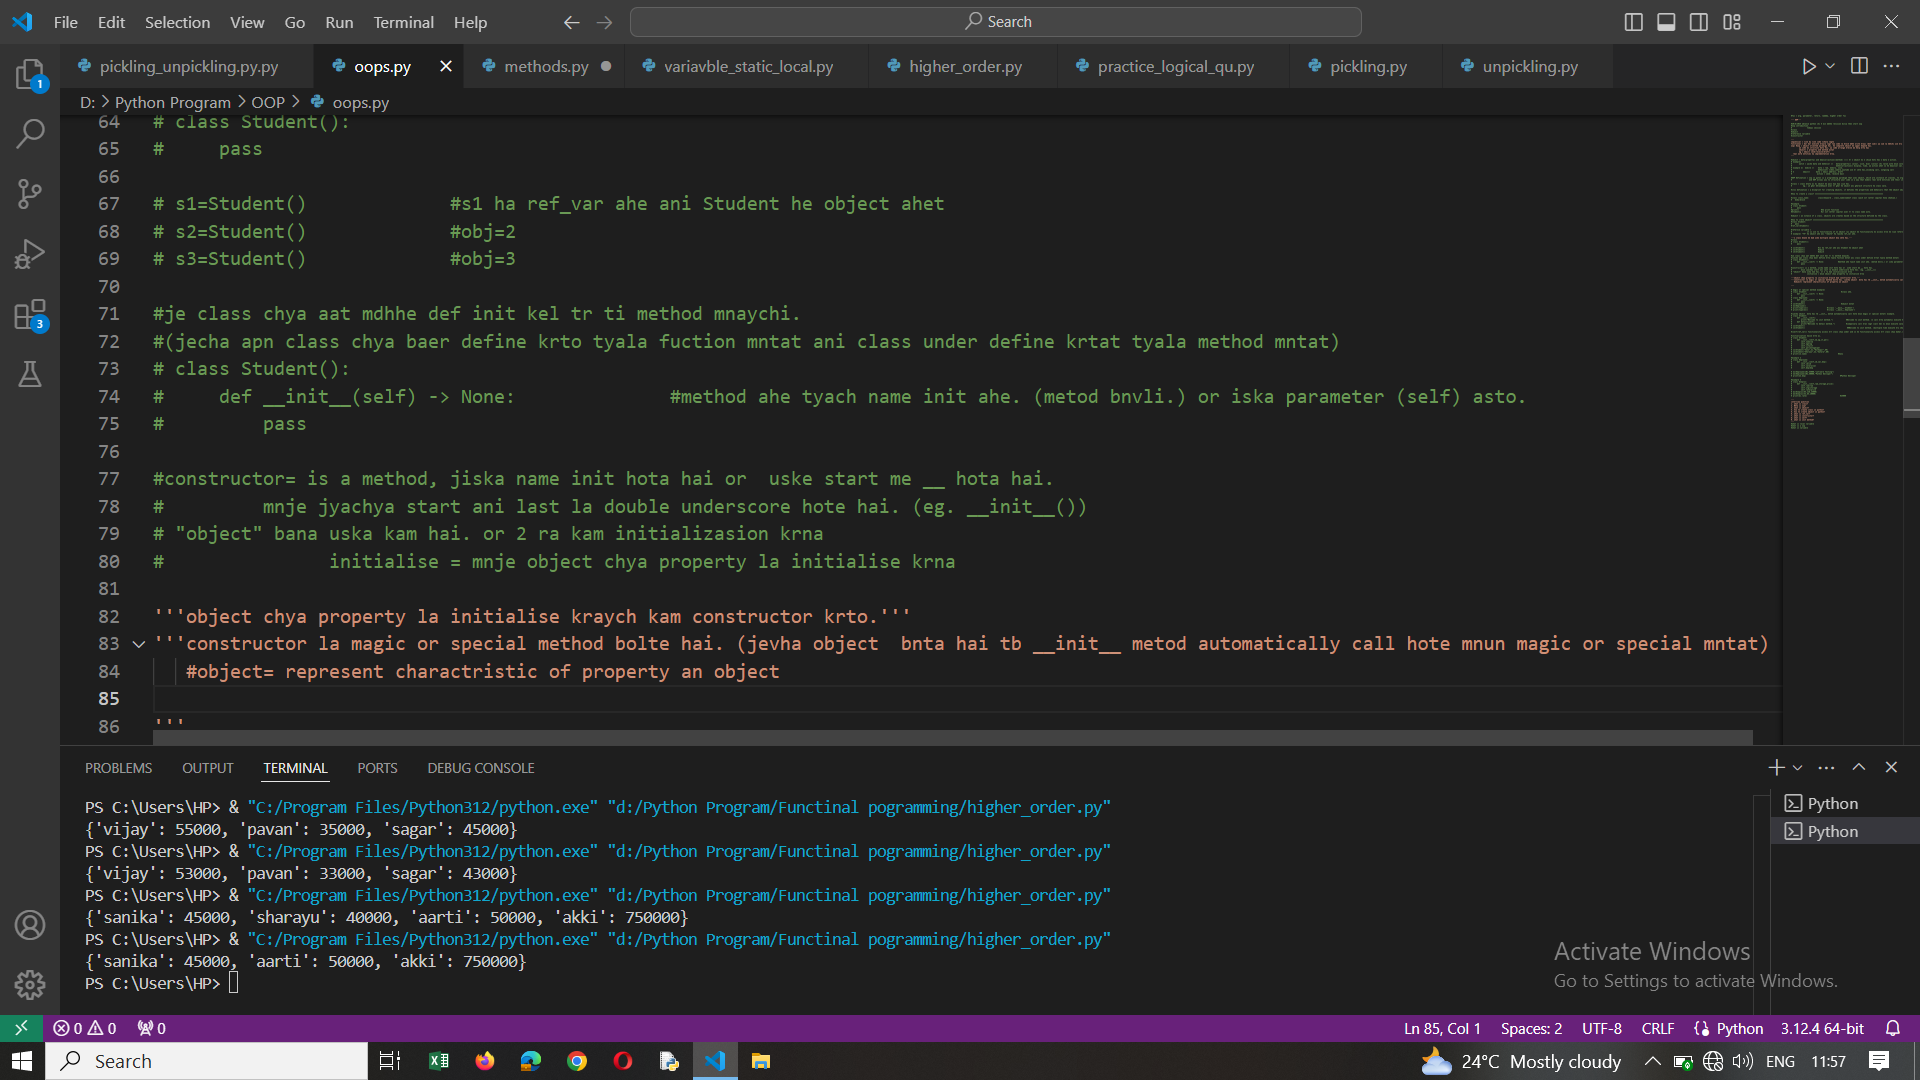 File Edit Selection View Go Run Terminal Help
Search
pickling_unpickling.py.py oops.py methods.py variavble_static_local.py higher_order.py practice_logical_qu.py pickling.py unpickling.py
D: > Python Program > OOP > oops.py
64 # class Student():
65 #     pass
66
67 # s1=Student()             #s1 ha ref_var ahe ani Student he object ahet
68 # s2=Student()             #obj=2
69 # s3=Student()             #obj=3
70
71 #je class chya aat mdhhe def init kel tr ti method mnaychi.
72 #(jecha apn class chya baer define krto tyala fuction mntat ani class under define krtat tyala method mntat)
73 # class Student():
74 #     def __init__(self) -> None:              #method ahe tyach name init ahe. (metod bnvli.) or iska parameter (self) asto.
75 #         pass
76
77 #constructor= is a method, jiska name init hota hai or  uske start me __ hota hai.
78 #         mnje jyachya start ani last la double underscore hote hai. (eg. __init__())
79 # "object" bana uska kam hai. or 2 ra kam initializasion krna
80 #               initialise = mnje object chya property la initialise krna
81
82 '''object chya property la initialise kraych kam constructor krto.'''
83 '''constructor la magic or special method bolte hai. (jevha object  bnta hai tb __init__ metod automatically call hote mnun magic or special mntat)
84    #object= represent charactristic of property an object
85
86 '''
PROBLEMS OUTPUT TERMINAL PORTS DEBUG CONSOLE
PS C:\Users\HP> & "C:/Program Files/Python312/python.exe" "d:/Python Program/Functinal pogramming/higher_order.py"
{'vijay': 55000, 'pavan': 35000, 'sagar': 45000}
PS C:\Users\HP> & "C:/Program Files/Python312/python.exe" "d:/Python Program/Functinal pogramming/higher_order.py"
{'vijay': 53000, 'pavan': 33000, 'sagar': 43000}
PS C:\Users\HP> & "C:/Program Files/Python312/python.exe" "d:/Python Program/Functinal pogramming/higher_order.py"
{'sanika': 45000, 'sharayu': 40000, 'aarti': 50000, 'akki': 750000}
PS C:\Users\HP> & "C:/Program Files/Python312/python.exe" "d:/Python Program/Functinal pogramming/higher_order.py"
{'sanika': 45000, 'aarti': 50000, 'akki': 750000}
PS C:\Users\HP>
Python
Python
Activate Windows
Go to Settings to activate Windows.
1
3
0 0 0 Ln 85, Col 1 Spaces: 2 UTF-8 CRLF {} Python 3.12.4 64-bit
Search 24°C Mostly cloudy ENG 11:57